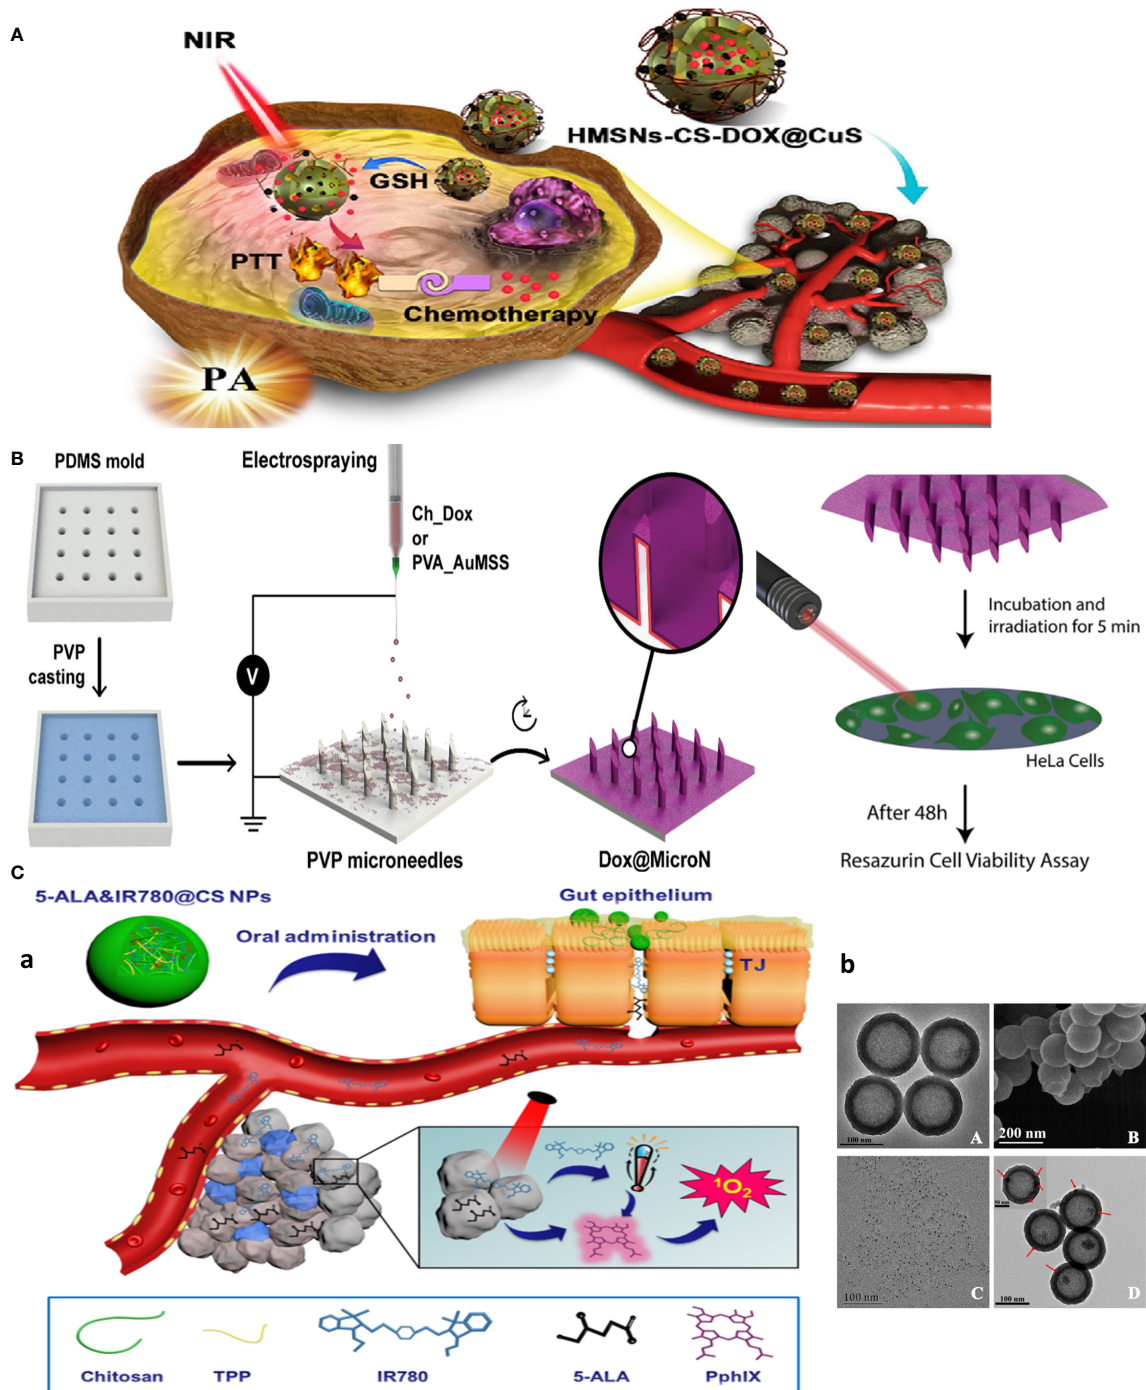 A
NIR
HMSNs-CS-DOX@CuS
GSH
PTT
Chemotherapy
PA
B
PDMS mold
Electrospraying
Ch_Dox
or
PVA_AuMSS
PVP
casting
V
Incubation and
irradiation for 5 min
HeLa Cells
After 48h
PVP microneedles
Dox@MicroN
Resazurin Cell Viability Assay
C
a
5-ALA&IR780@CS NPs
Oral administration
Gut epithelium
TJ
¹O₂
Chitosan
TPP
IR780
5-ALA
PphIX
b
100 nm
A
200 nm
B
100 nm
C
50 nm
100 nm
D